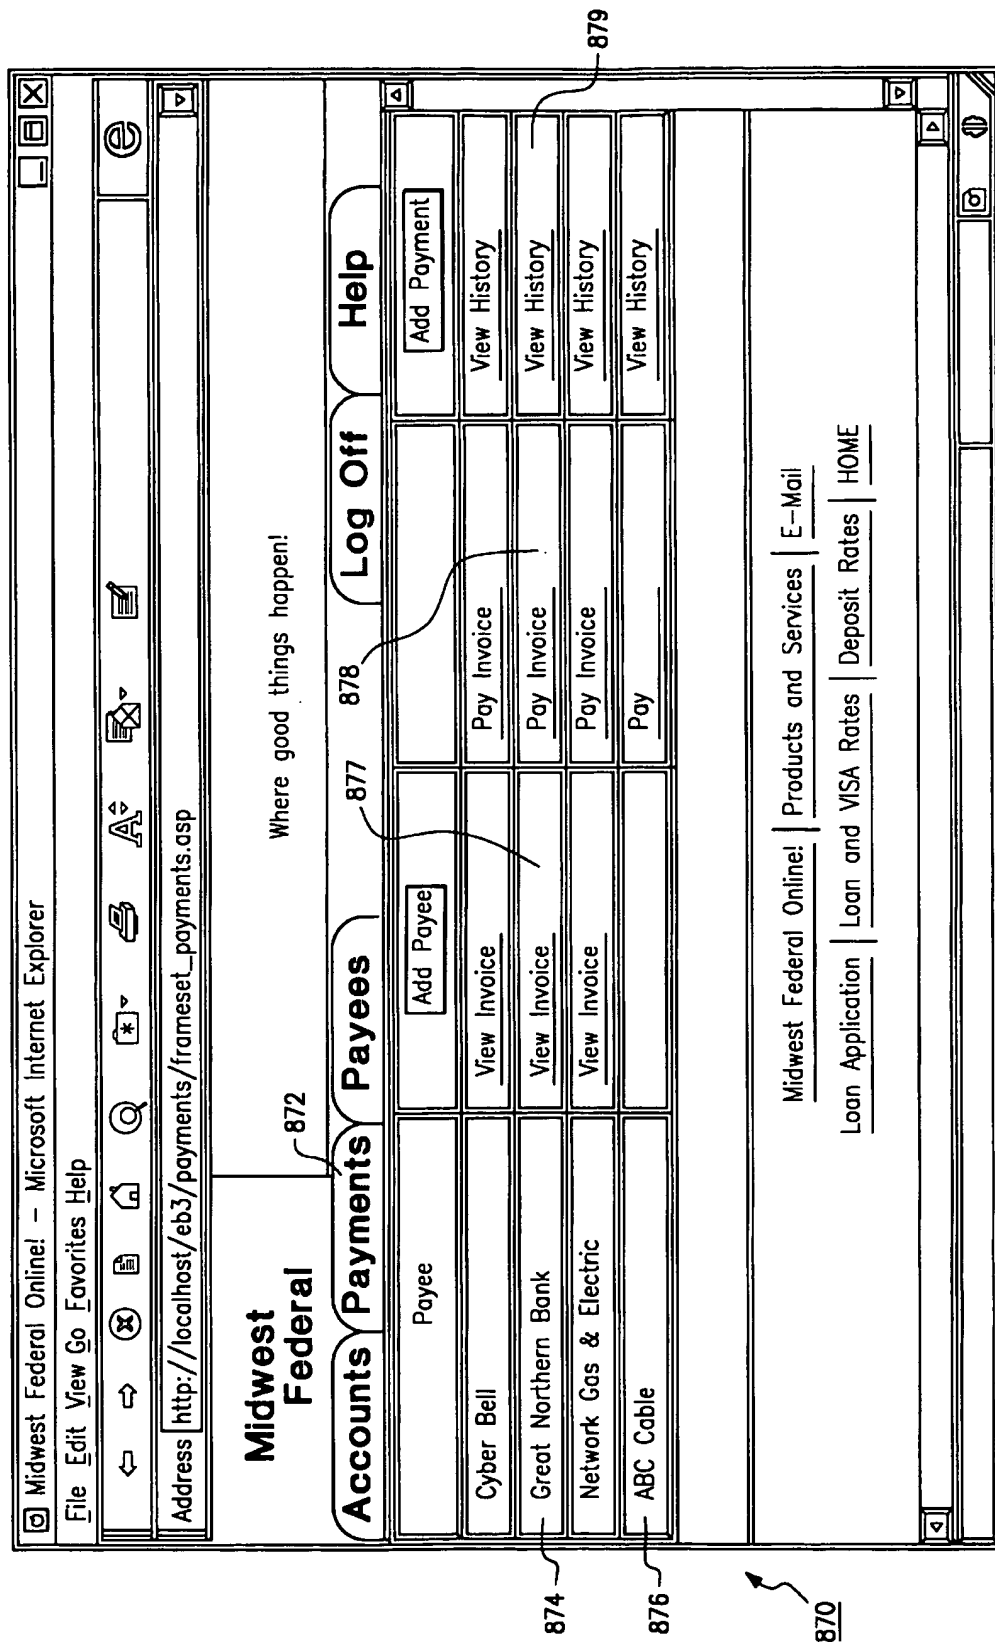 Midwest Federal Online! – Microsoft Internet Explorer
File Edit View Go Favorites Help
Address http://localhost/eb3/payments/frameset_payments.asp
Midwest
Federal
Where good things happen!
872
877
878
Accounts Payments Payees Log Off Help
Payee Add Payee Add Payment
Cyber Bell View Invoice Pay Invoice View History
874 Great Northern Bank View Invoice Pay Invoice View History 879
Network Gas & Electric View Invoice Pay Invoice View History
876 ABC Cable Pay View History
Midwest Federal Online! | Products and Services | E–Mail
Loan Application | Loan and VISA Rates | Deposit Rates | HOME
870